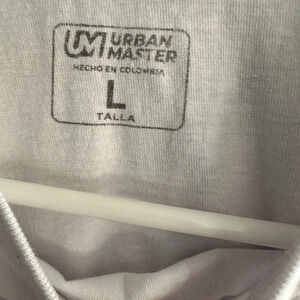 UM URBAN
MASTER
HECHO EN COLOMBIA
L
TALLA